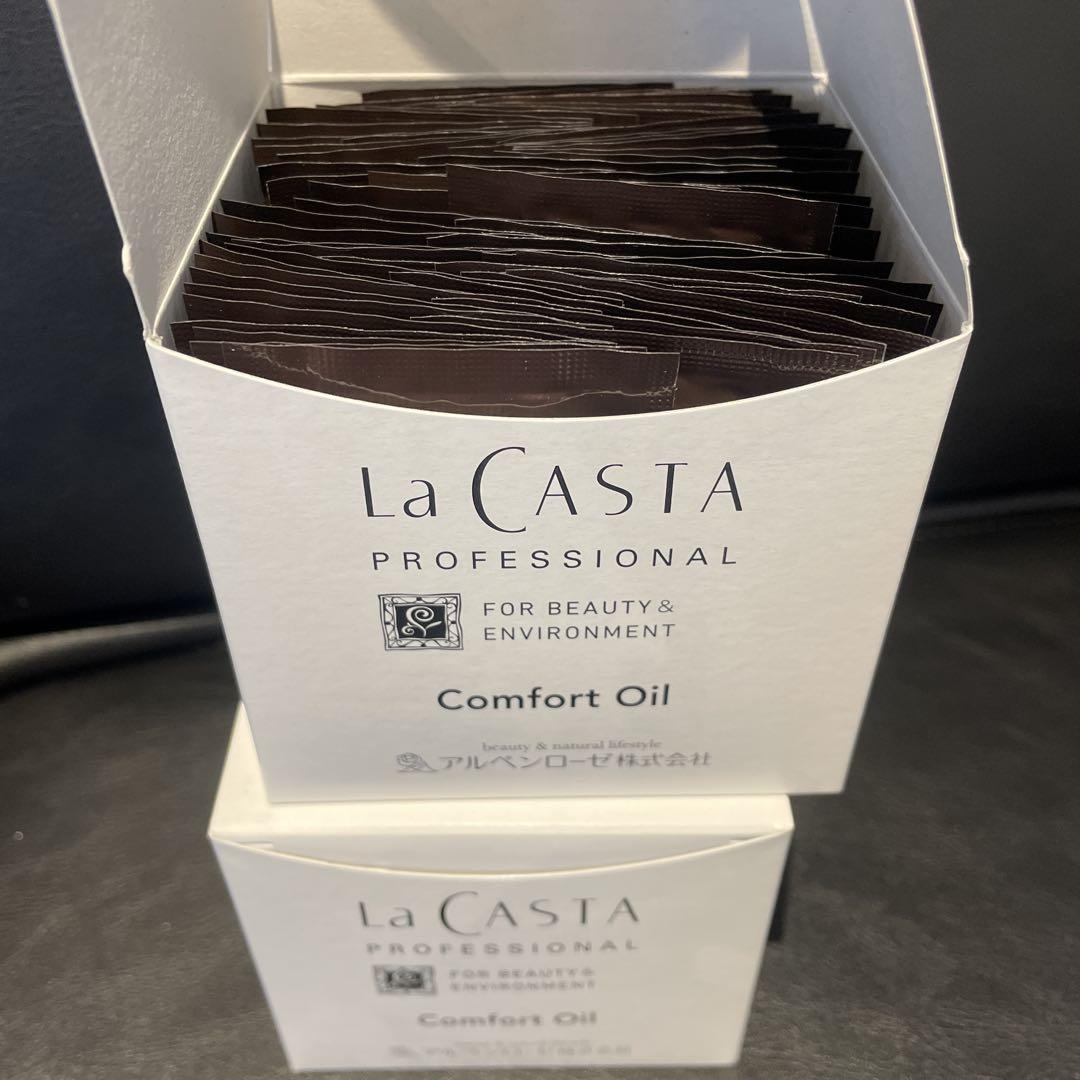 La CASTA
PROFESSIONAL
FOR BEAUTY &
ENVIRONMENT
Comfort Oil
beauty & natural lifestyle
アルペンローゼ株式会社
La CASTA
PROFESSIONAL
FOR BEAUTY &
ENVIRONMENT
Comfort Oil